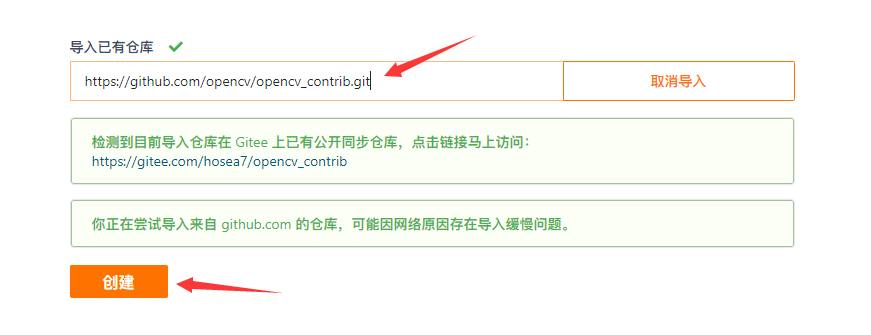 导入已有仓库
https://github.com/opencv/opencv_contrib.git
取消导入
检测到目前导入仓库在 Gitee 上已有公开同步仓库，点击链接马上访问：
https://gitee.com/hosea7/opencv_contrib
你正在尝试导入来自 github.com 的仓库，可能因网络原因存在导入缓慢问题。
创建